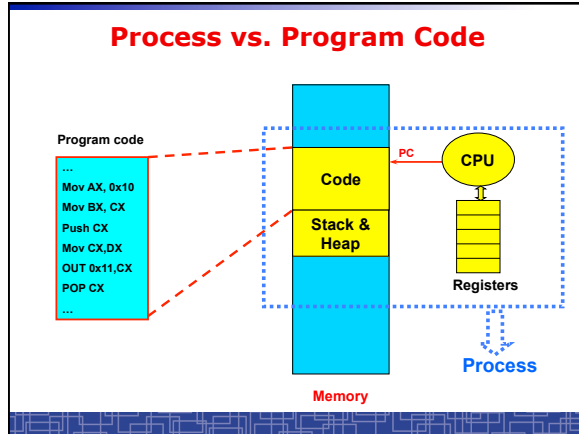 Process vs. Program Code
Program code
...
Mov AX, 0x10
Mov BX, CX
Push CX
Mov CX,DX
OUT 0x11,CX
POP CX
...
Code
Stack &
Heap
Memory
PC
CPU
Registers
Process